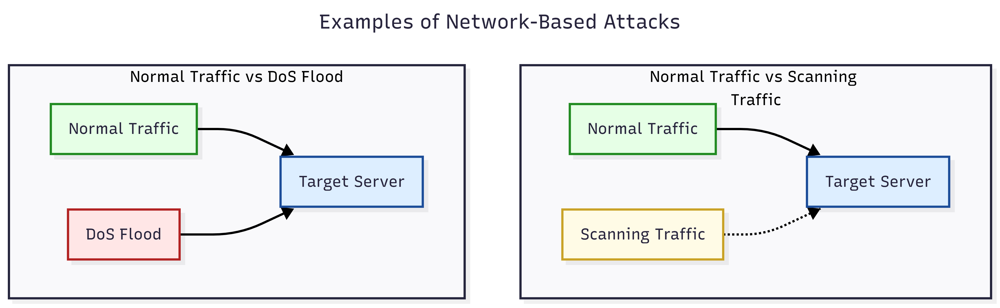 Examples of Network-Based Attacks
Normal Traffic vs DoS Flood
Normal Traffic
Target Server
DoS Flood
Normal Traffic vs Scanning
Traffic
Normal Traffic
Target Server
Scanning Traffic